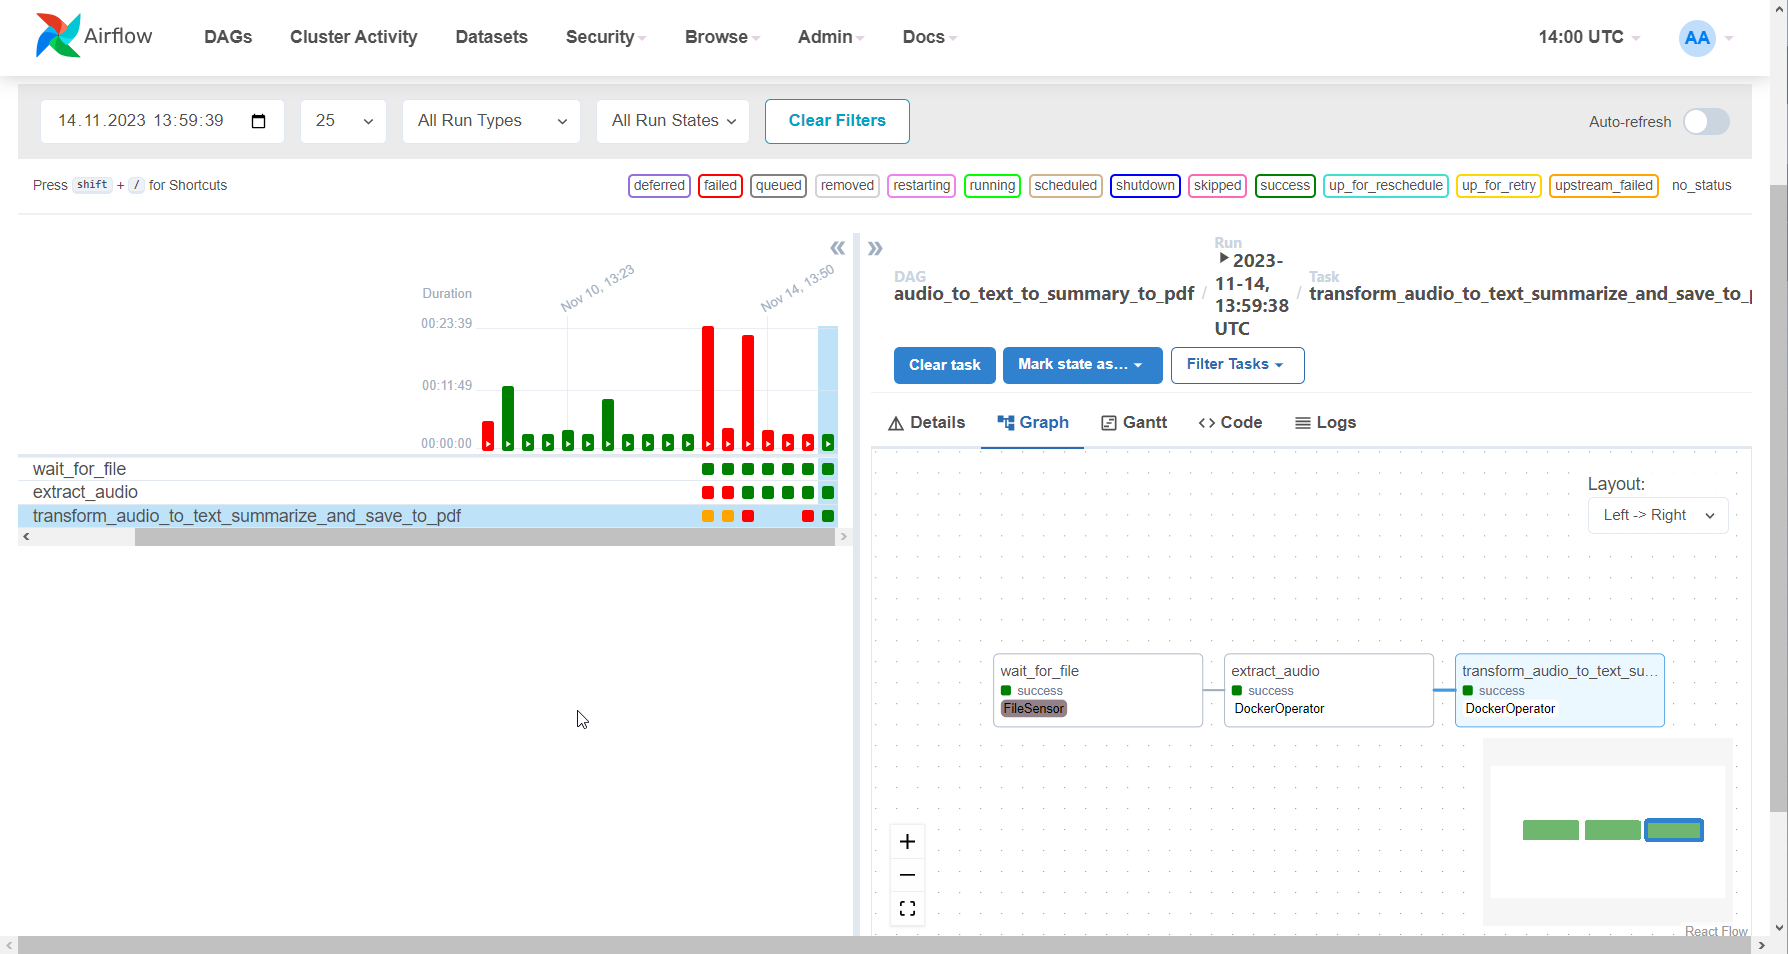 Airflow DAGs Cluster Activity Datasets Security Browse Admin Docs 14:00 UTC AA
14.11.2023 13:59:39 25 All Run Types All Run States Clear Filters Auto-refresh
Press shift + / for Shortcuts deferred failed queued removed restarting running scheduled shutdown skipped success up_for_reschedule up_for_retry upstream_failed no_status
Duration
00:23:39
00:11:49
00:00:00
Nov 10, 13:23
Nov 14, 13:50
wait_for_file
extract_audio
transform_audio_to_text_summarize_and_save_to_pdf
DAG
audio_to_text_to_summary_to_pdf
/
Run
2023-
11-14,
13:59:38
UTC
/
Task
transform_audio_to_text_summarize_and_save_to_p
Clear task Mark state as... Filter Tasks
Details Graph Gantt Code Logs
Layout:
Left -> Right
wait_for_file
success
FileSensor
extract_audio
success
DockerOperator
transform_audio_to_text_su...
success
DockerOperator
React Flow